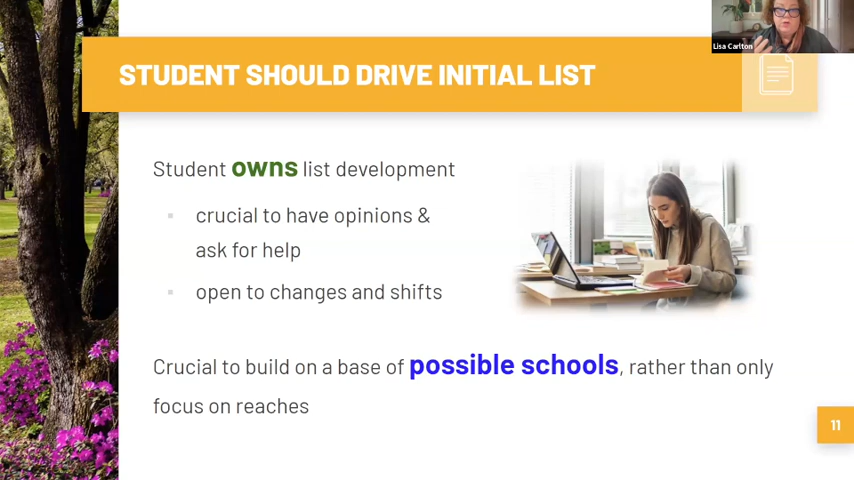 Lisa Carlton
STUDENT SHOULD DRIVE INITIAL LIST
Student owns list development
▪ crucial to have opinions &
ask for help
▪ open to changes and shifts
Crucial to build on a base of possible schools, rather than only
focus on reaches
11